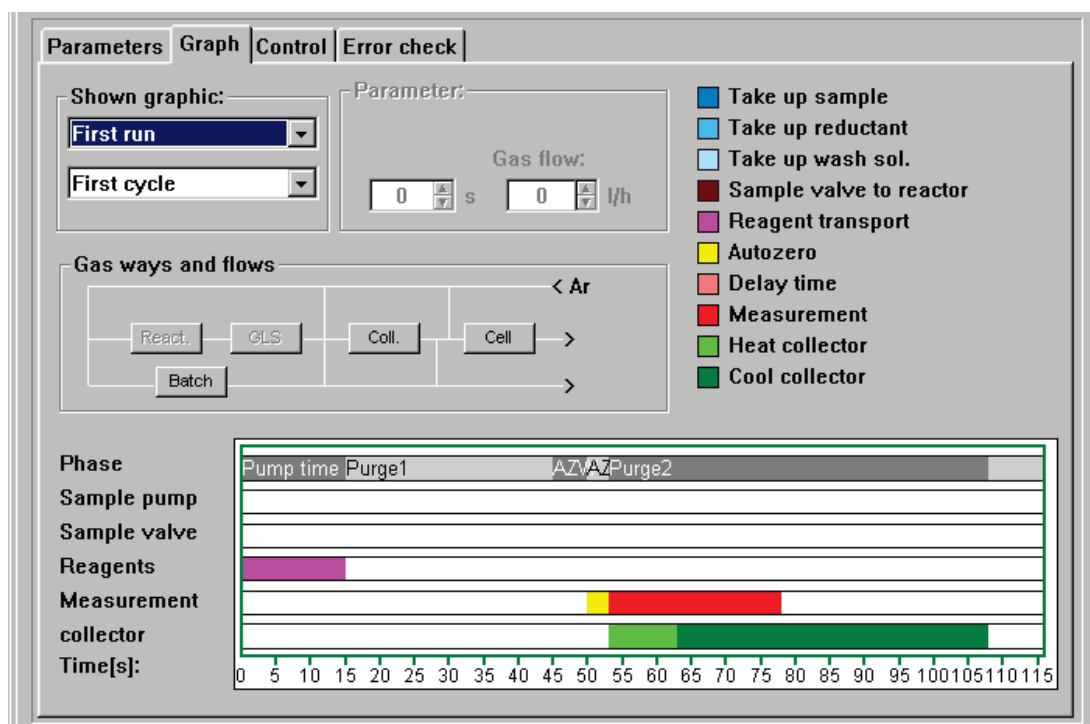 Parameters Graph Control Error check
Shown graphic:
First run
First cycle
Parameter:
Gas flow:
0 s 0 l/h
Take up sample
Take up reductant
Take up wash sol.
Sample valve to reactor
Reagent transport
Autozero
Delay time
Measurement
Heat collector
Cool collector
Gas ways and flows
< Ar
React. GLS Coll. Cell >
Batch >
Phase Pump time Purge1 AZW AZ Purge2
Sample pump
Sample valve
Reagents
Measurement
collector
Time[s]: 0 5 10 15 20 25 30 35 40 45 50 55 60 65 70 75 80 85 90 95 100 105 110 115